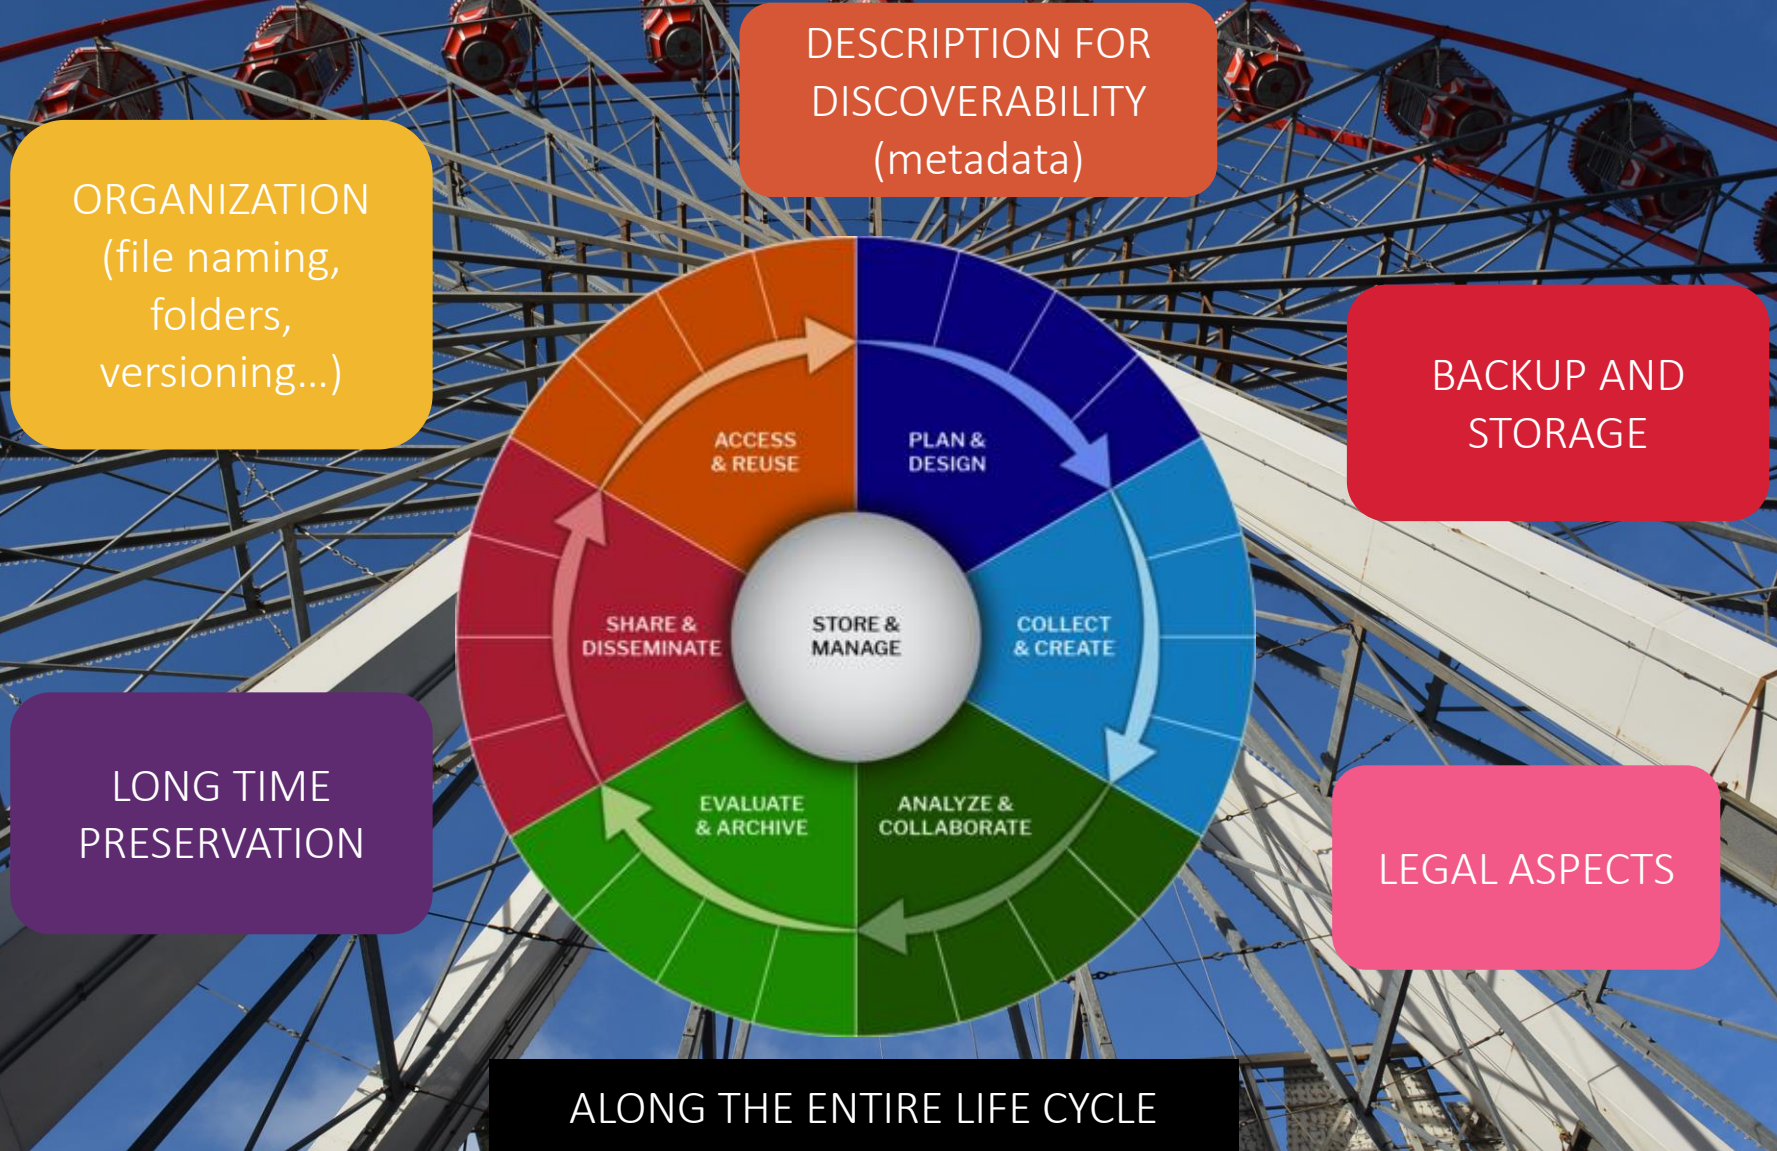 DESCRIPTION FOR
DISCOVERABILITY
(metadata)
ORGANIZATION
(file naming,
folders,
versioning...)
BACKUP AND
STORAGE
ACCESS
& REUSE
PLAN &
DESIGN
SHARE &
DISSEMINATE
STORE &
MANAGE
COLLECT
& CREATE
EVALUATE
& ARCHIVE
ANALYZE &
COLLABORATE
LONG TIME
PRESERVATION
LEGAL ASPECTS
ALONG THE ENTIRE LIFE CYCLE